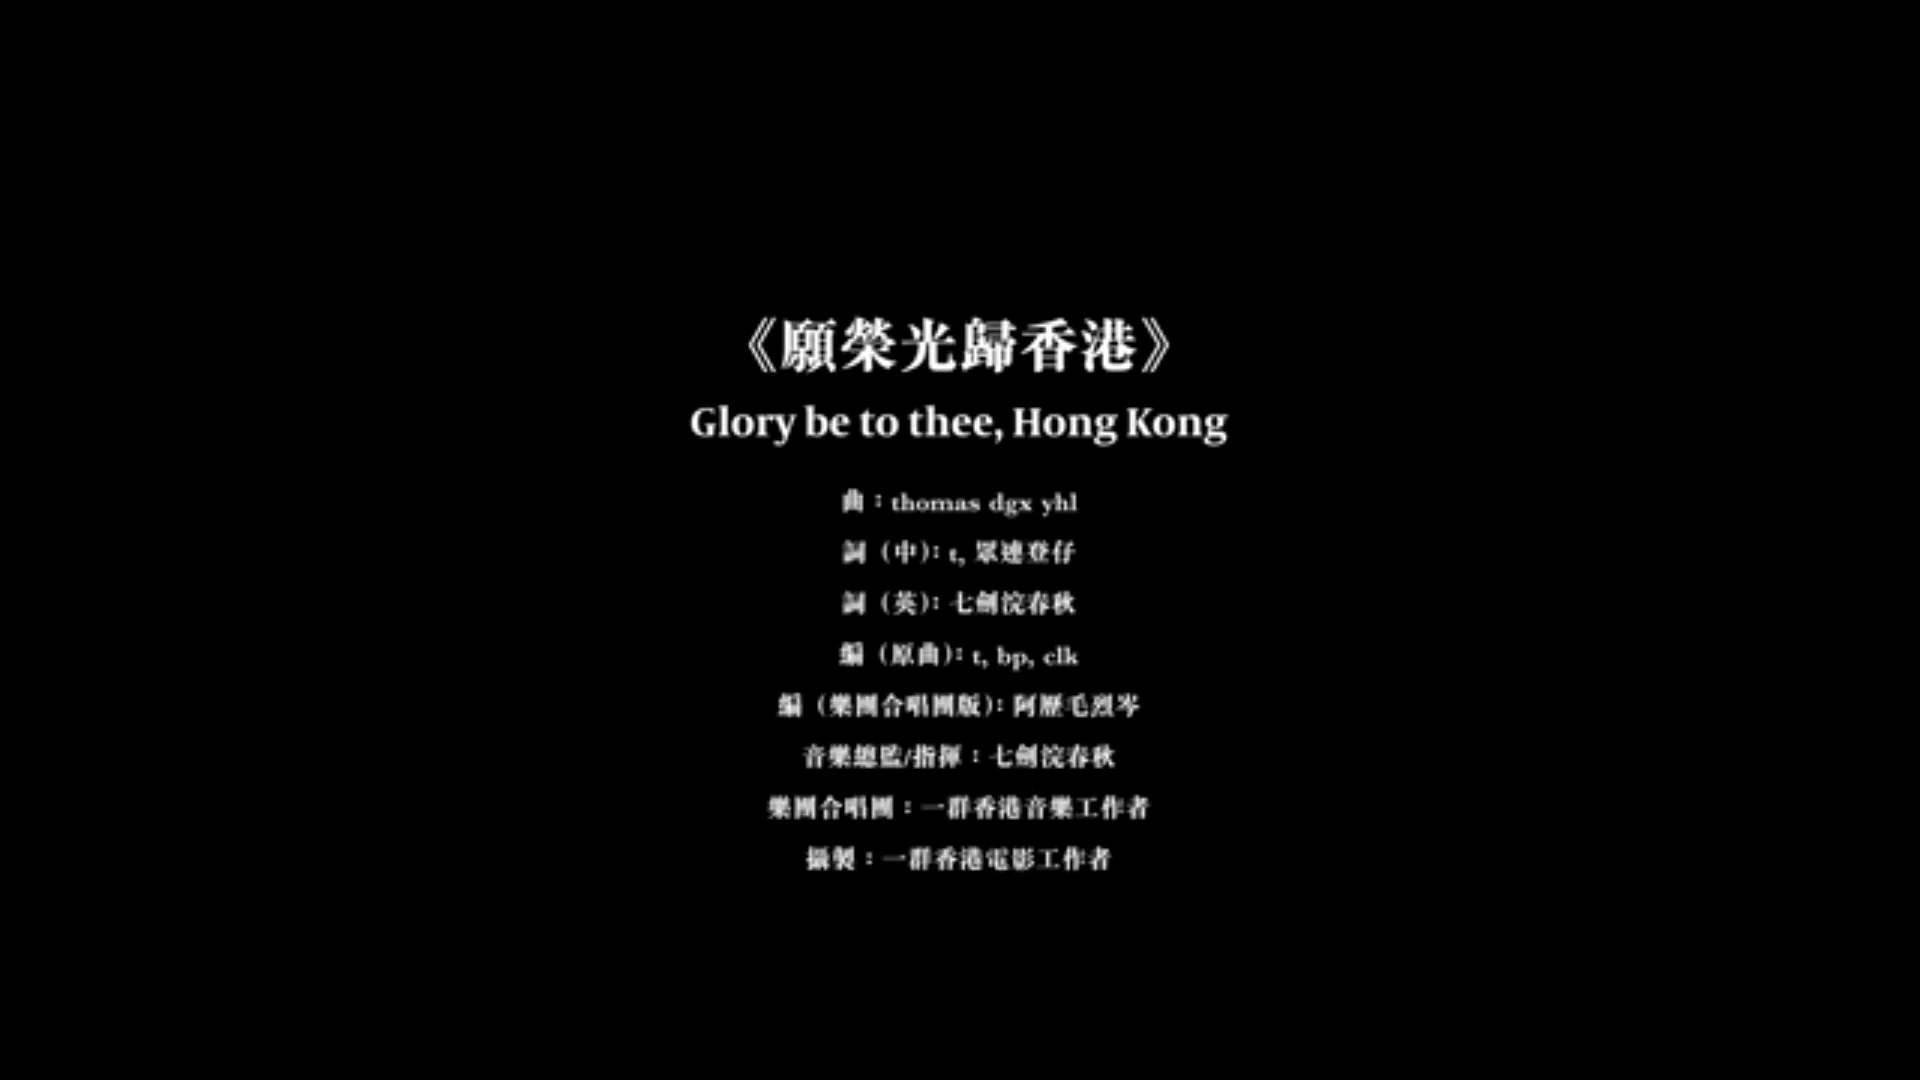 《願榮光歸香港》
Glory be to thee, Hong Kong
曲：thomas dgx yhl
詞（中）：t, 眾連登仔
詞（英）：七劍浣春秋
編（原曲）：t, bp, clk
編（樂團合唱團版）：阿歷毛烈岑
音樂總監/指揮：七劍浣春秋
樂團合唱團：一群香港音樂工作者
攝製：一群香港電影工作者